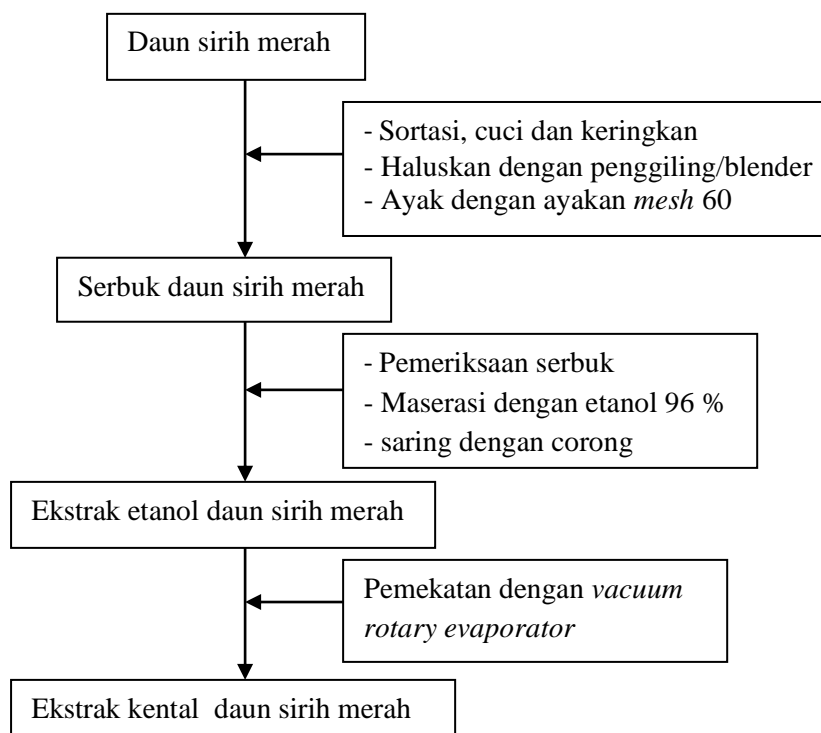 Daun sirih merah
- Sortasi, cuci dan keringkan
- Haluskan dengan penggiling/blender
- Ayak dengan ayakan mesh 60
Serbuk daun sirih merah
- Pemeriksaan serbuk
- Maserasi dengan etanol 96 %
- saring dengan corong
Ekstrak etanol daun sirih merah
Pemekatan dengan vacuum
rotary evaporator
Ekstrak kental  daun sirih merah